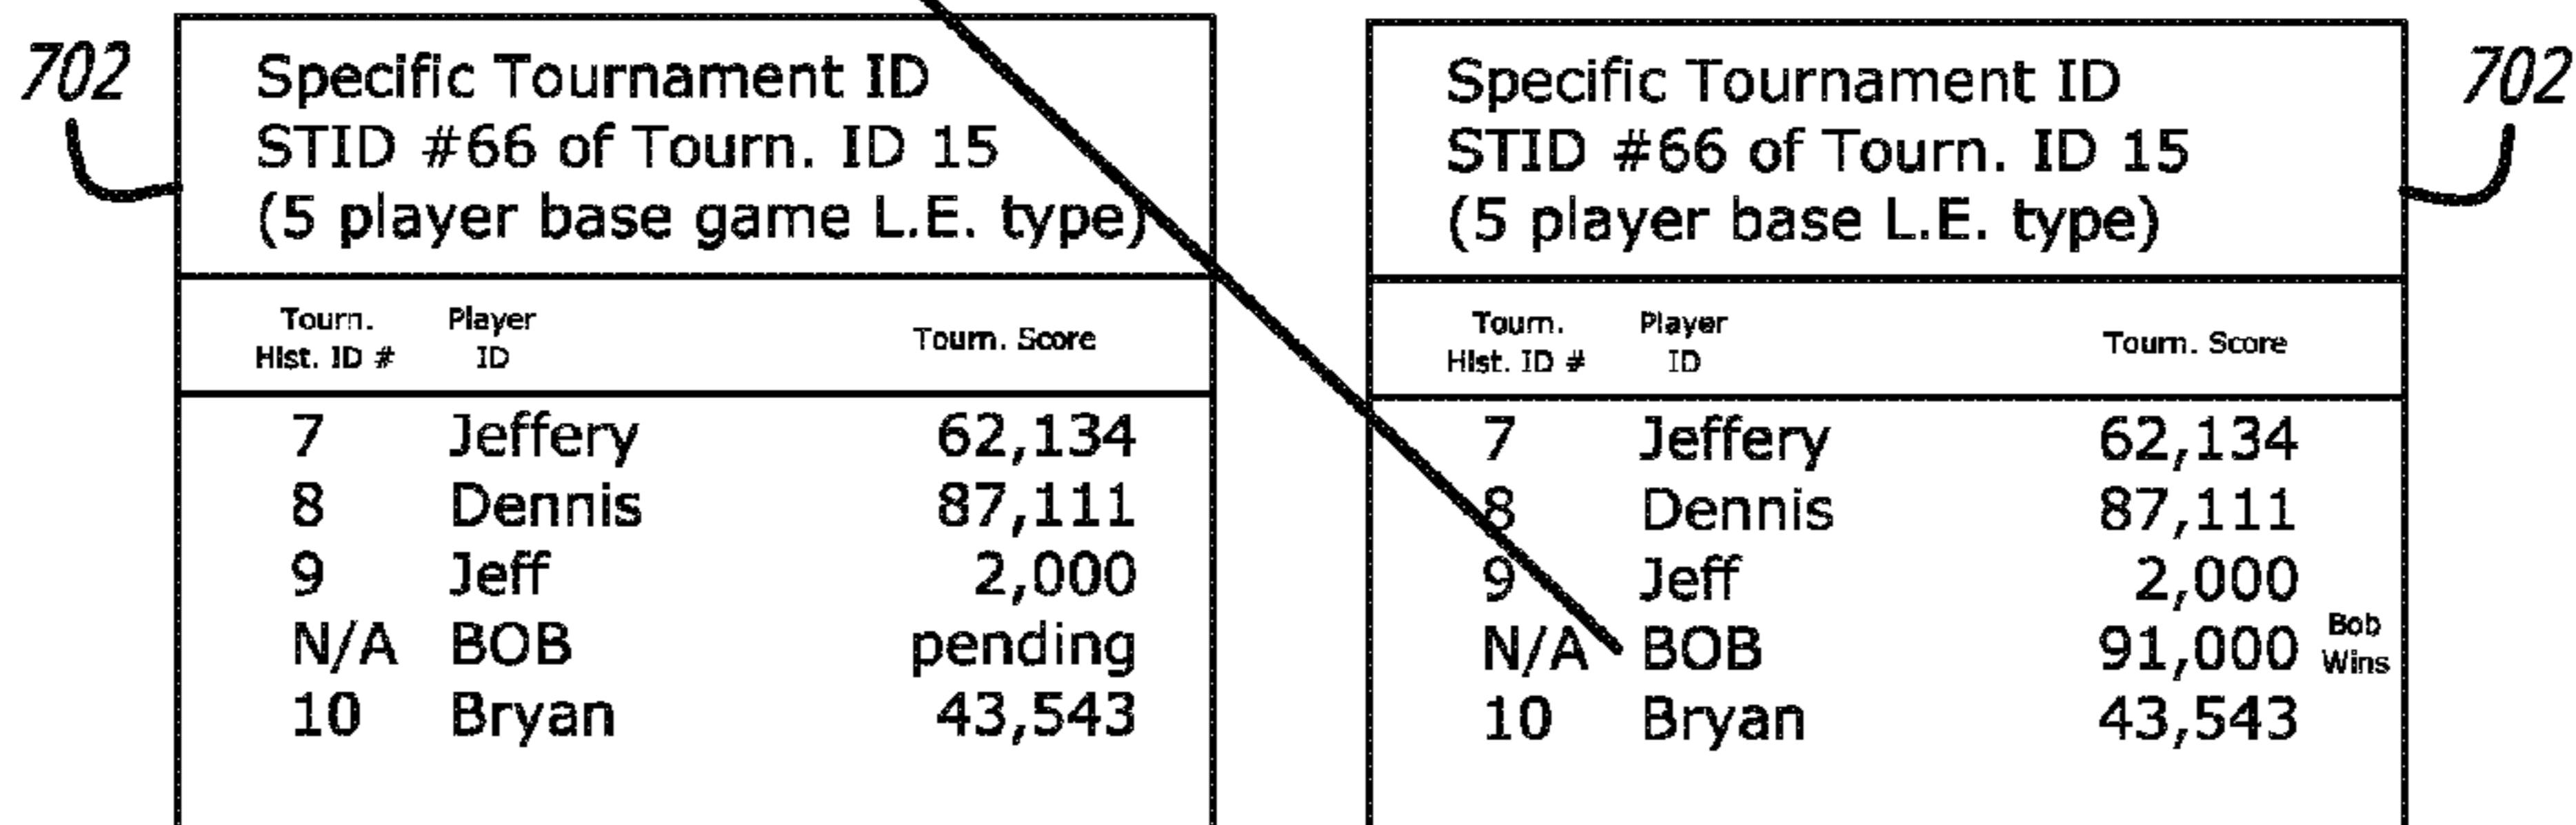 702
Specific Tournament ID
STID #66 of Tourn. ID 15
(5 player base game L.E. type)
Tourn. Hist. ID # Player ID Tourn. Score
7 Jeffery 62,134
8 Dennis 87,111
9 Jeff 2,000
N/A BOB pending
10 Bryan 43,543
702
Specific Tournament ID
STID #66 of Tourn. ID 15
(5 player base L.E. type)
Tourn. Hist. ID # Player ID Tourn. Score
7 Jeffery 62,134
8 Dennis 87,111
9 Jeff 2,000
N/A BOB 91,000 Bob Wins
10 Bryan 43,543